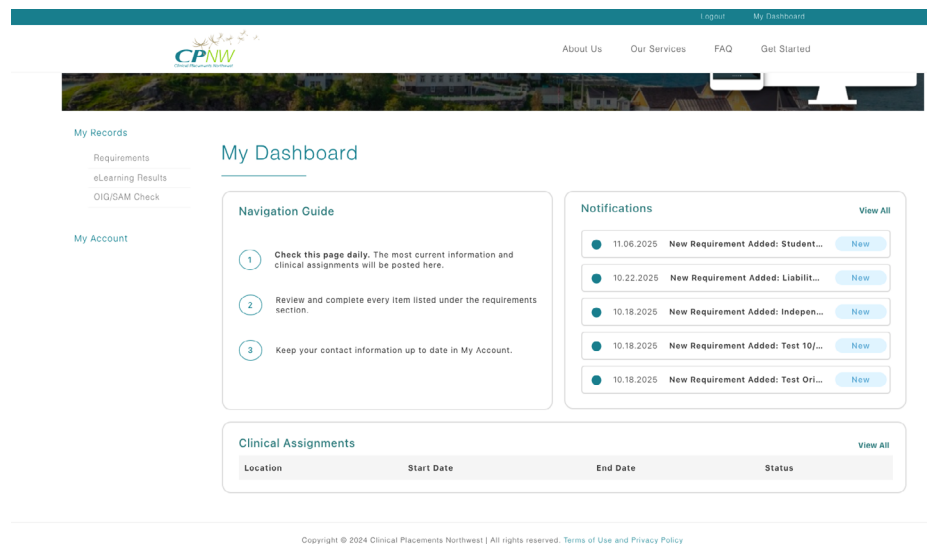 Logout My Dashboard
CPNW
Clinical Placements Northwest
About Us Our Services FAQ Get Started
My Records
Requirements
eLearning Results
OIG/SAM Check
My Account
My Dashboard
Navigation Guide
1 Check this page daily. The most current information and
clinical assignments will be posted here.
2 Review and complete every item listed under the requirements
section.
3 Keep your contact information up to date in My Account.
Notifications View All
11.06.2025 New Requirement Added: Student... New
10.22.2025 New Requirement Added: Liabilit... New
10.18.2025 New Requirement Added: Indepen... New
10.18.2025 New Requirement Added: Test 10/... New
10.18.2025 New Requirement Added: Test Ori... New
Clinical Assignments View All
Location Start Date End Date Status
Copyright © 2024 Clinical Placements Northwest | All rights reserved. Terms of Use and Privacy Policy